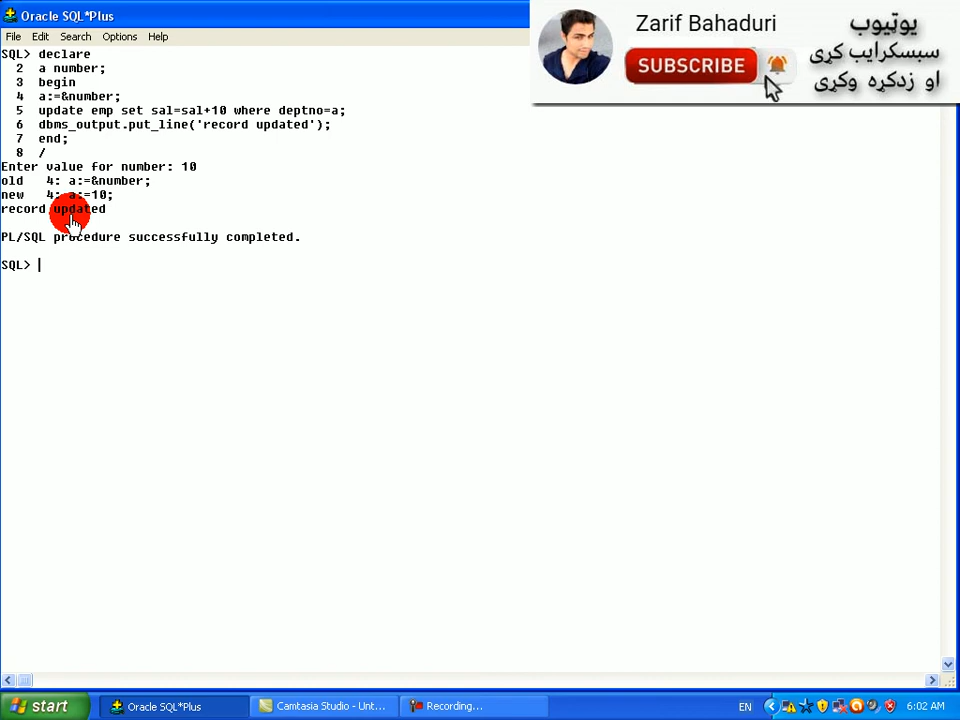 Oracle SQL*Plus
File Edit Search Options Help
SQL> declare
2 a number;
3 begin
4 a:=&number;
5 update emp set sal=sal+10 where deptno=a;
6 dbms_output.put_line('record updated');
7 end;
8 /
Enter value for number: 10
old 4: a:=&number;
new 4: a:=10;
record updated
PL/SQL procedure successfully completed.
SQL>
Zarif Bahaduri
SUBSCRIBE
یوټیوب
سبسکرایب کړی
او زدکړه وکړی
start
Oracle SQL*Plus
Camtasia Studio - Unt...
Recording...
EN
6:02 AM